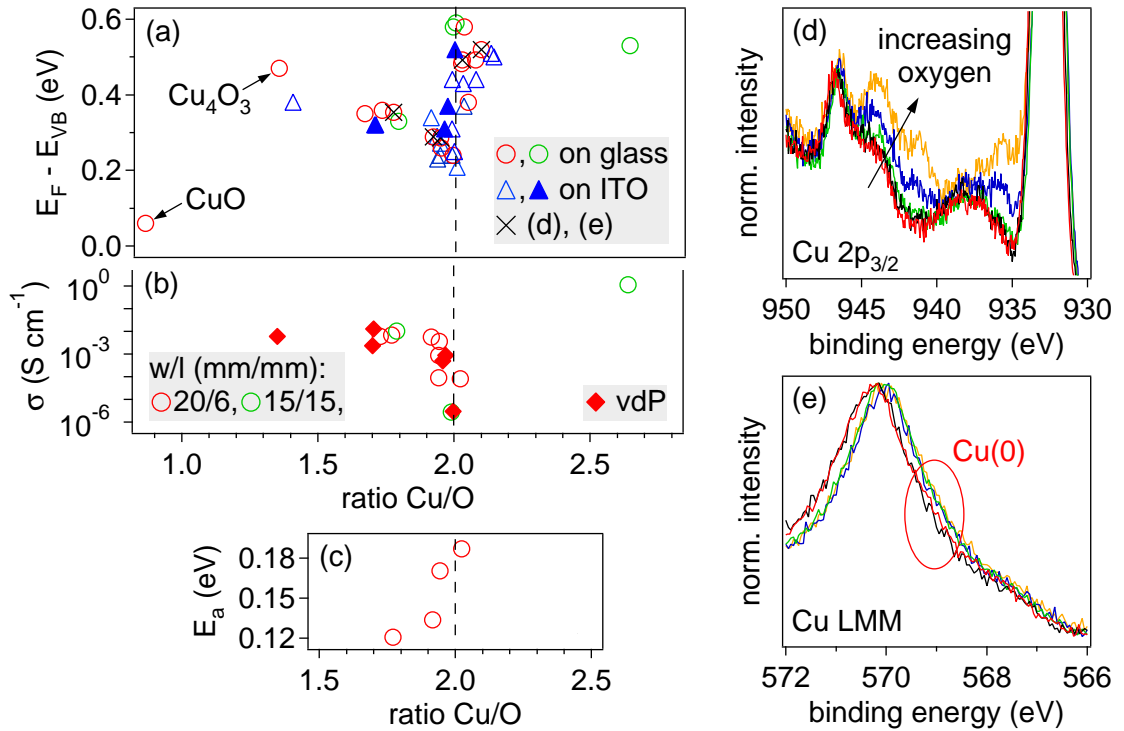 (a)
0.6
0.4
0.2
0.0
E_F - E_VB (eV)
Cu₄O₃
CuO
, on glass
, on ITO
(d), (e)
(b)
10⁰
10⁻³
10⁻⁶
σ (S cm⁻¹)
w/l (mm/mm):
20/6, 15/15,
vdP
1.0 1.5 2.0 2.5
ratio Cu/O
(c)
0.18
0.15
0.12
E_a (eV)
1.5 2.0 2.5
ratio Cu/O
(d)
increasing
oxygen
norm. intensity
Cu 2p₃/₂
950 945 940 935 930
binding energy (eV)
(e)
Cu(0)
norm. intensity
Cu LMM
572 570 568 566
binding energy (eV)